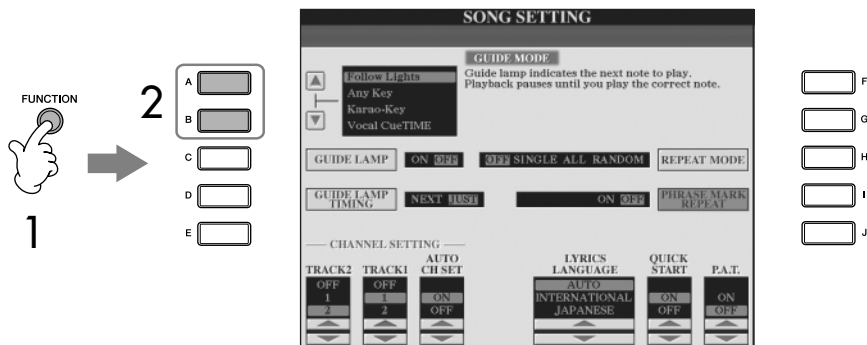 SONG SETTING
GUIDE MODE
Follow Lights
Any Key
Karao-Key
Vocal CueTIME
Guide lamp indicates the next note to play.
Playback pauses until you play the correct note.
FUNCTION
1
2
A
B
C
D
E
GUIDE LAMP ON OFF OFF SINGLE ALL RANDOM REPEAT MODE
GUIDE LAMP
TIMING
NEXT JUST ON OFF
PHRASE MARK
REPEAT
CHANNEL SETTING
TRACK2 TRACK1
AUTO
CH SET
LYRICS
LANGUAGE
QUICK
START
P.A.T.
OFF OFF AUTO
1 1 ON INTERNATIONAL ON ON
2 2 OFF JAPANESE OFF OFF
F
G
H
I
J